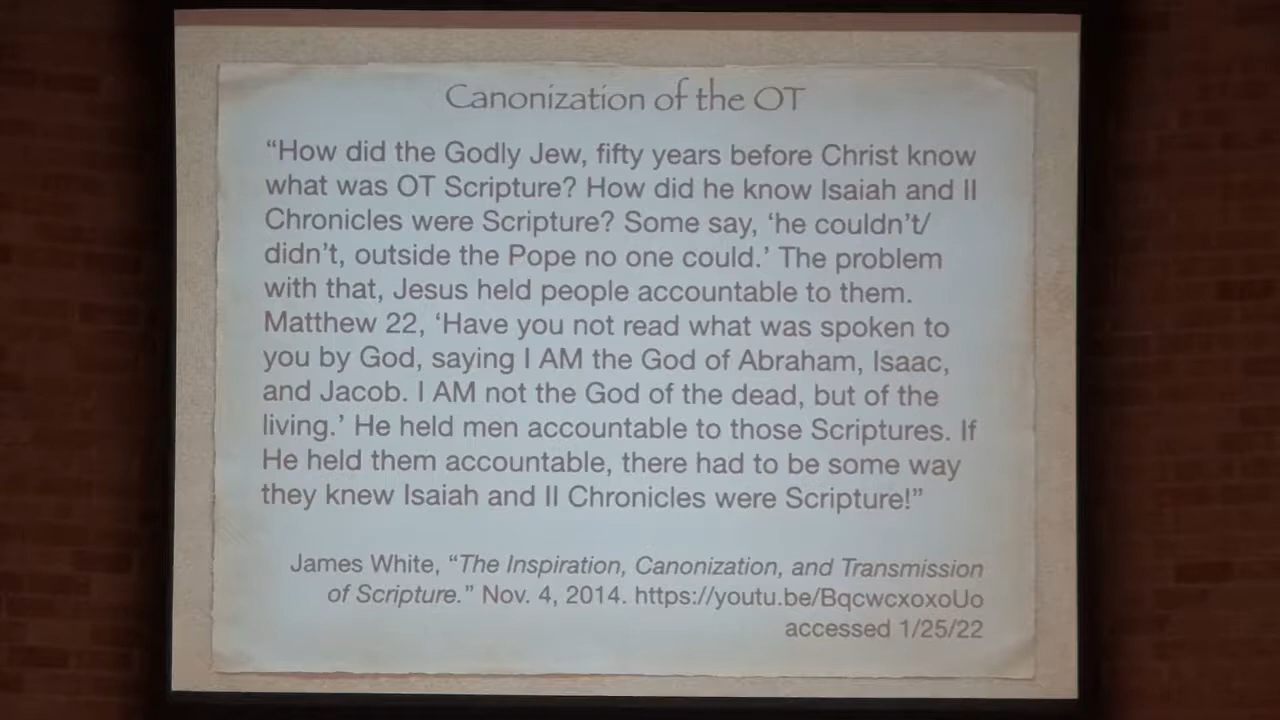 Canonization of the OT
“How did the Godly Jew, fifty years before Christ know
what was OT Scripture? How did he know Isaiah and II
Chronicles were Scripture? Some say, ‘he couldn’t/
didn’t, outside the Pope no one could.’ The problem
with that, Jesus held people accountable to them.
Matthew 22, ‘Have you not read what was spoken to
you by God, saying I AM the God of Abraham, Isaac,
and Jacob. I AM not the God of the dead, but of the
living.’ He held men accountable to those Scriptures. If
He held them accountable, there had to be some way
they knew Isaiah and II Chronicles were Scripture!”
James White, “The Inspiration, Canonization, and Transmission
of Scripture.” Nov. 4, 2014. https://youtu.be/BqcwcxoxoUo
accessed 1/25/22